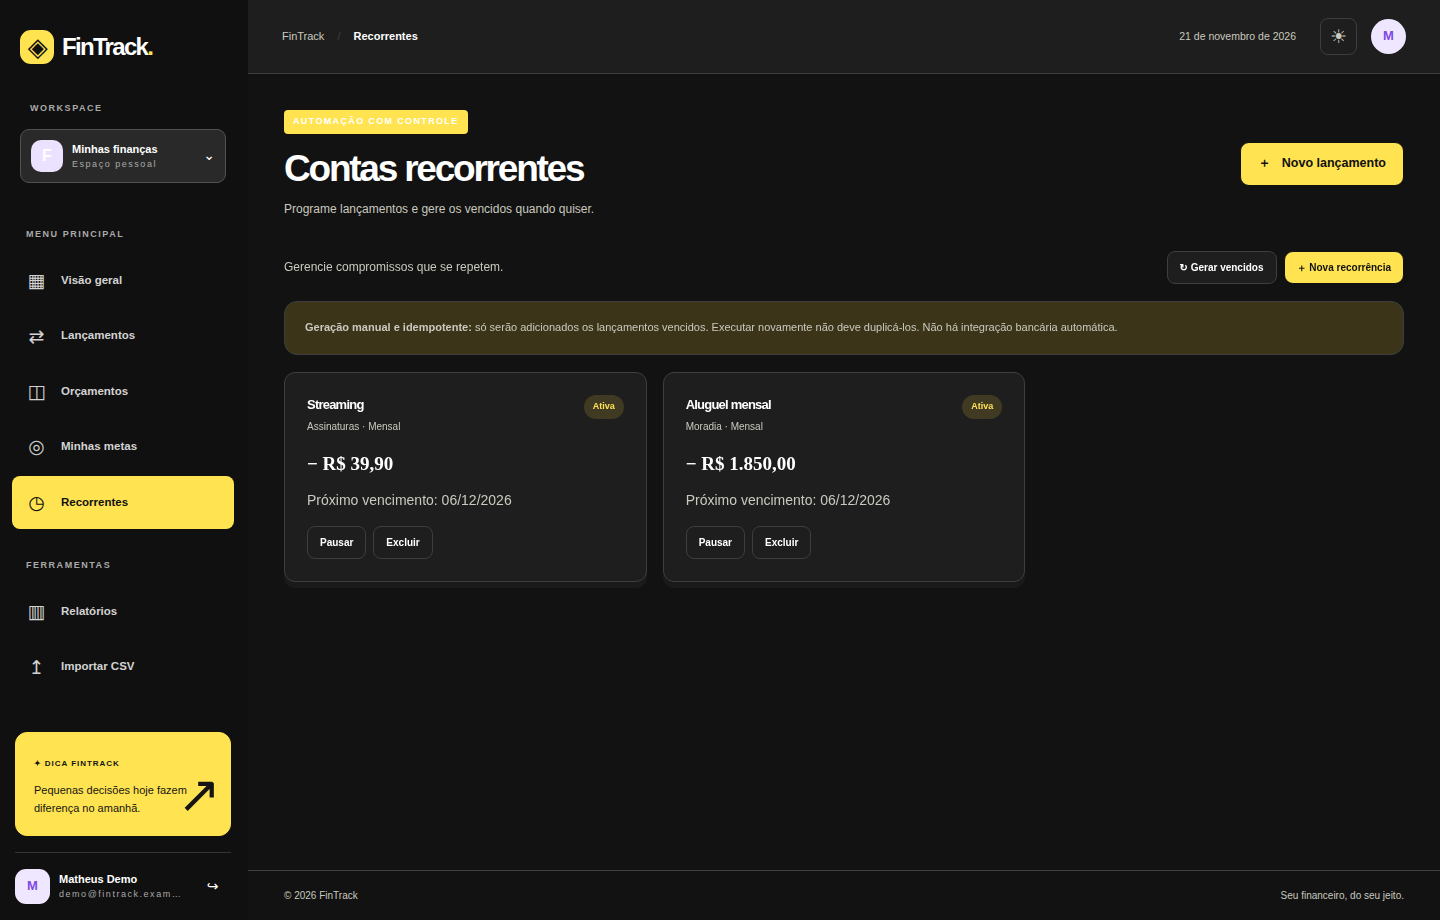 FinTrack.
WORKSPACE
F
Minhas finanças
Espaço pessoal
MENU PRINCIPAL
Visão geral
Lançamentos
Orçamentos
Minhas metas
Recorrentes
FERRAMENTAS
Relatórios
Importar CSV
✦ DICA FINTRACK
Pequenas decisões hoje fazem
diferença no amanhã.
M
Matheus Demo
demo@fintrack.exam…
FinTrack / Recorrentes
21 de novembro de 2026
M
AUTOMAÇÃO COM CONTROLE
Contas recorrentes
Programe lançamentos e gere os vencidos quando quiser.
+ Novo lançamento
Gerencie compromissos que se repetem.
↻ Gerar vencidos
+ Nova recorrência
Geração manual e idempotente: só serão adicionados os lançamentos vencidos. Executar novamente não deve duplicá-los. Não há integração bancária automática.
Streaming
Ativa
Assinaturas · Mensal
− R$ 39,90
Próximo vencimento: 06/12/2026
Pausar
Excluir
Aluguel mensal
Ativa
Moradia · Mensal
− R$ 1.850,00
Próximo vencimento: 06/12/2026
Pausar
Excluir
© 2026 FinTrack
Seu financeiro, do seu jeito.